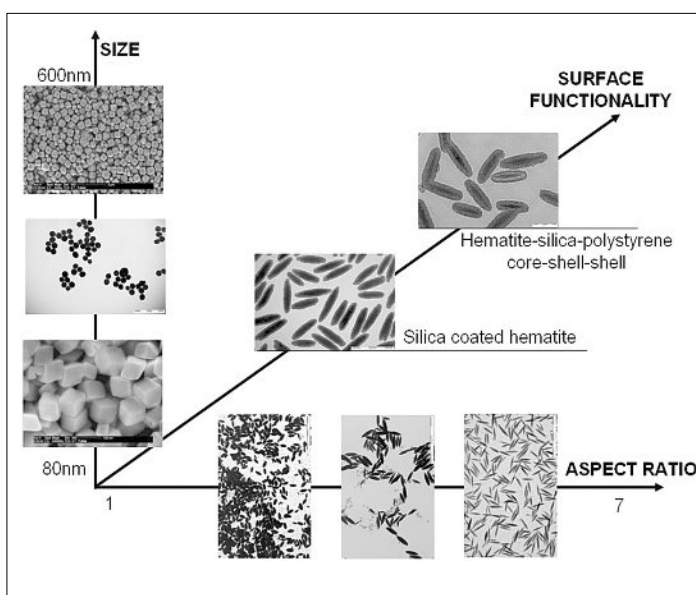 SIZE
600nm
SURFACE
FUNCTIONALITY
Hematite-silica-polystyrene
core-shell-shell
Silica coated hematite
80nm
ASPECT RATIO
1
7